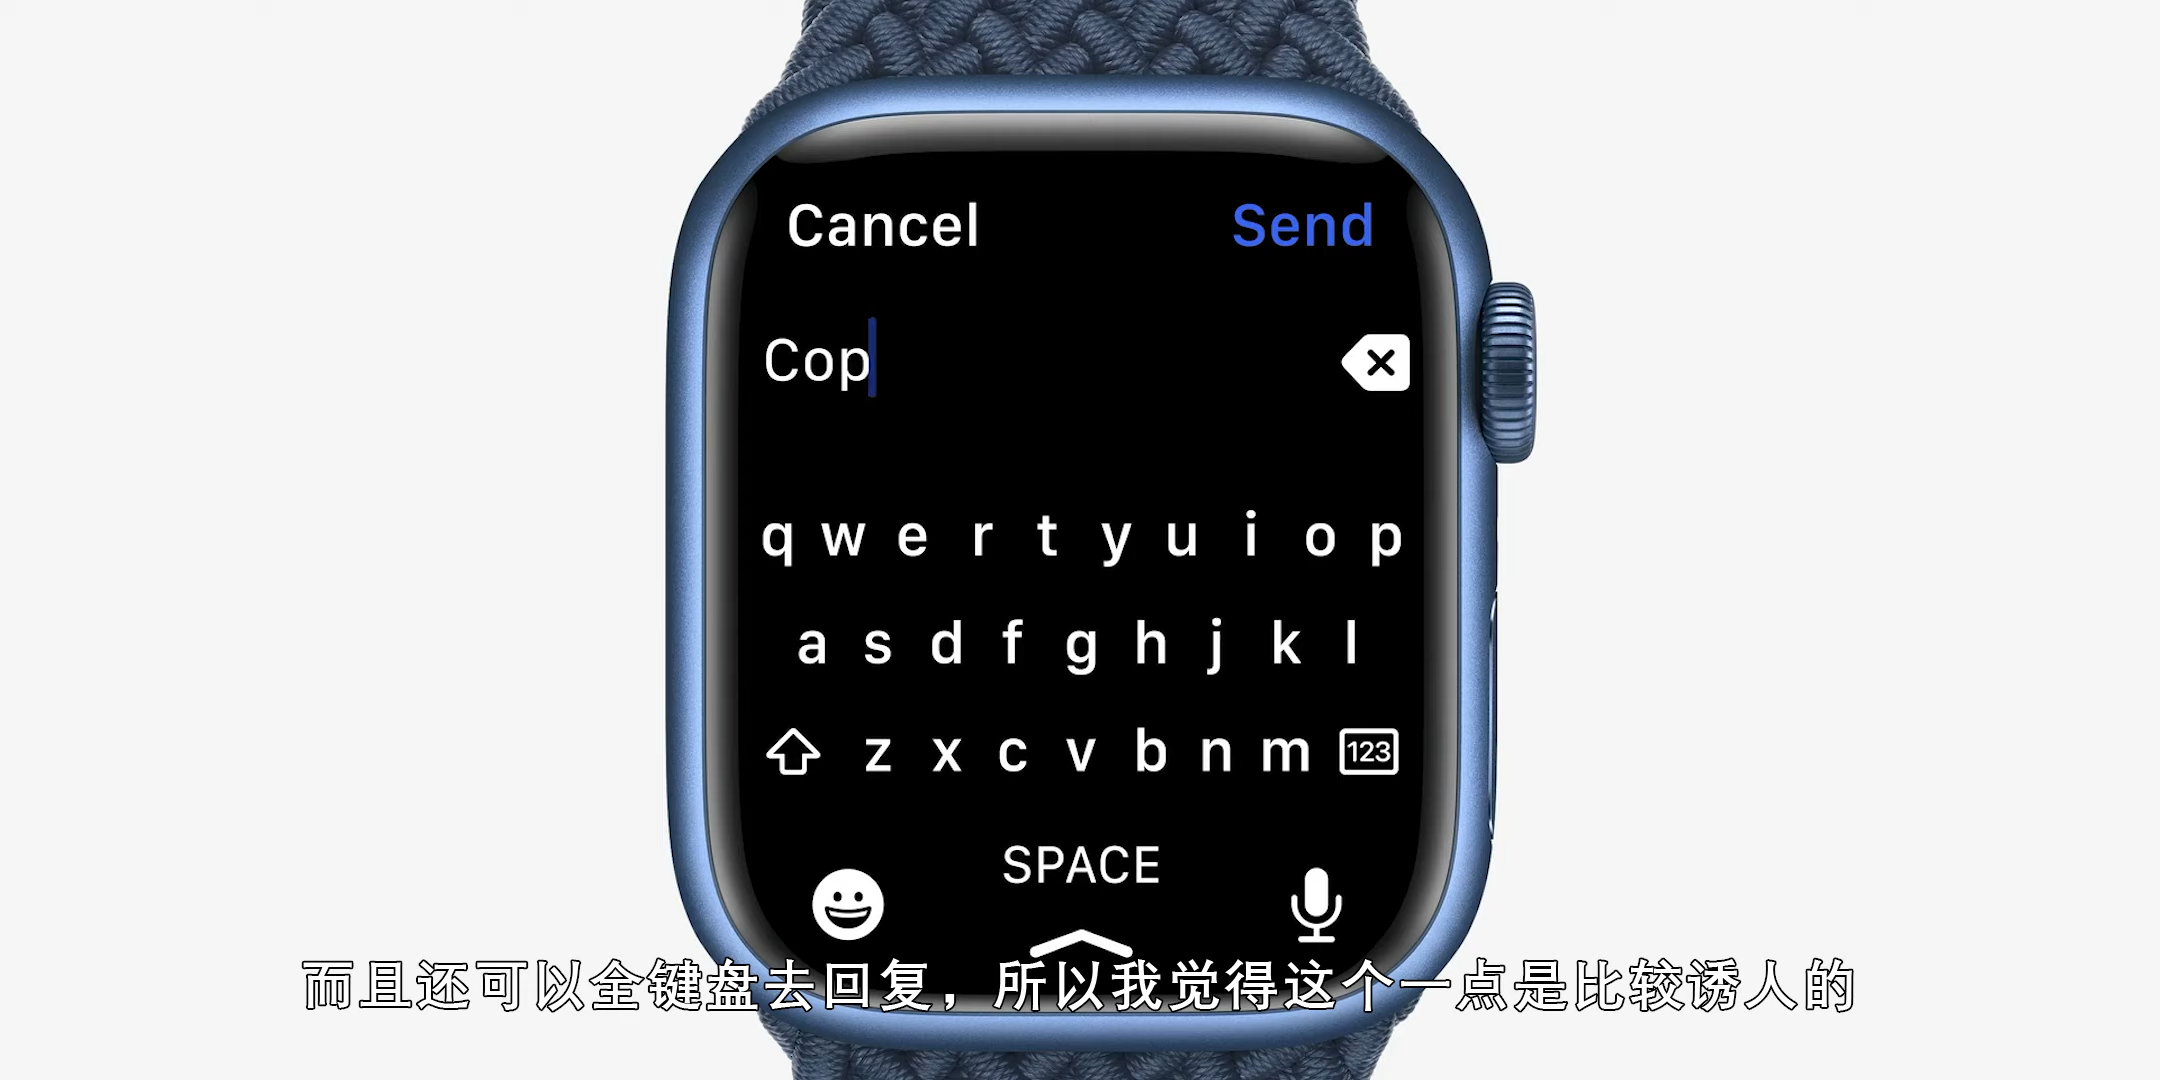 Cancel Send
Cop
q w e r t y u i o p
a s d f g h j k l
z x c v b n m 123
SPACE
而且还可以全键盘去回复，所以我觉得这个一点是比较诱人的